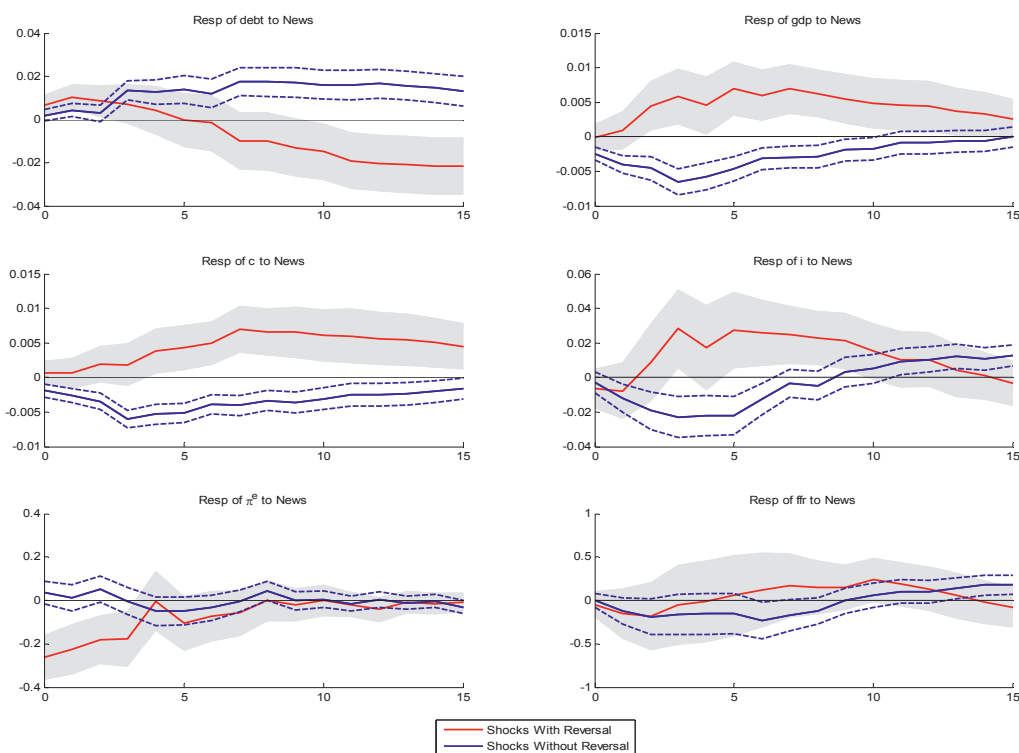 Resp of debt to News
0.04
0.02
0
-0.02
-0.04
0 5 10 15
Resp of gdp to News
0.015
0.01
0.005
0
-0.005
-0.01
0 5 10 15
Resp of c to News
0.015
0.01
0.005
0
-0.005
-0.01
0 5 10 15
Resp of i to News
0.06
0.04
0.02
0
-0.02
-0.04
0 5 10 15
Resp of π^e to News
0.4
0.2
0
-0.2
-0.4
0 5 10 15
Resp of ffr to News
1
0.5
0
-0.5
-1
0 5 10 15
Shocks With Reversal
Shocks Without Reversal